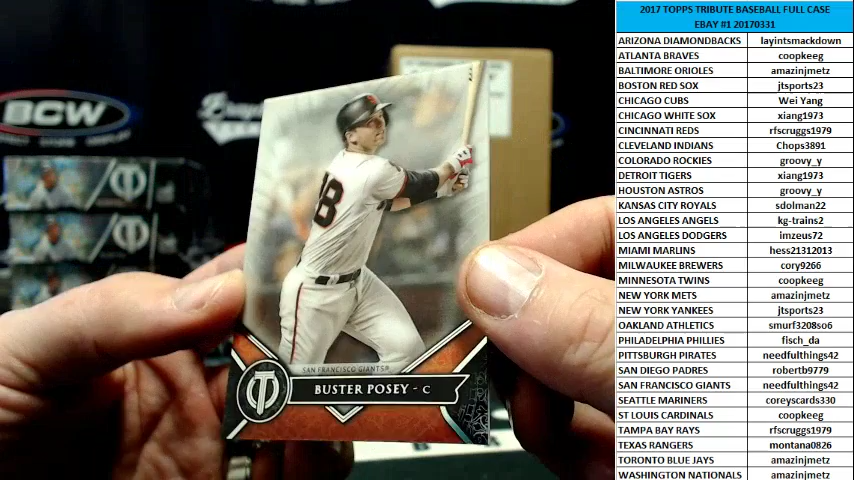 BCW
SAN FRANCISCO GIANTS®
BUSTER POSEY - C
2017 TOPPS TRIBUTE BASEBALL FULL CASE
EBAY #1 20170331
ARIZONA DIAMONDBACKS layintsmackdown
ATLANTA BRAVES coopkeeg
BALTIMORE ORIOLES amazinjmetz
BOSTON RED SOX jtsports23
CHICAGO CUBS Wei Yang
CHICAGO WHITE SOX xiang1973
CINCINNATI REDS rfscruggs1979
CLEVELAND INDIANS Chops3891
COLORADO ROCKIES groovy_y
DETROIT TIGERS xiang1973
HOUSTON ASTROS groovy_y
KANSAS CITY ROYALS sdolman22
LOS ANGELES ANGELS kg-trains2
LOS ANGELES DODGERS imzeus72
MIAMI MARLINS hess21312013
MILWAUKEE BREWERS cory9266
MINNESOTA TWINS coopkeeg
NEW YORK METS amazinjmetz
NEW YORK YANKEES jtsports23
OAKLAND ATHLETICS smurf3208so6
PHILADELPHIA PHILLIES fisch_da
PITTSBURGH PIRATES needfulthings42
SAN DIEGO PADRES robertb9779
SAN FRANCISCO GIANTS needfulthings42
SEATTLE MARINERS coreyscards330
ST LOUIS CARDINALS coopkeeg
TAMPA BAY RAYS rfscruggs1979
TEXAS RANGERS montana0826
TORONTO BLUE JAYS amazinjmetz
WASHINGTON NATIONALS amazinjmetz